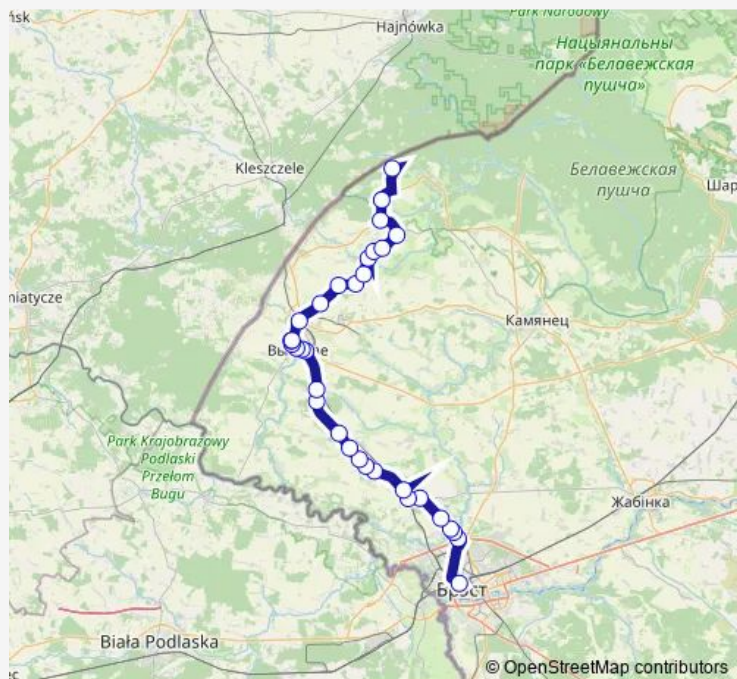 Park Narodowy
Hajnówka
Нацыянальны
парк «Белавежская
пушча»
Kleszczele
Белавежская
пушча
Шар
miatycze
Камянец
Park Krajobrazowy
Podlaski
Przełom
Bugu
Жабінка
Брэст
Biała Podlaska
© OpenStreetMap contributors